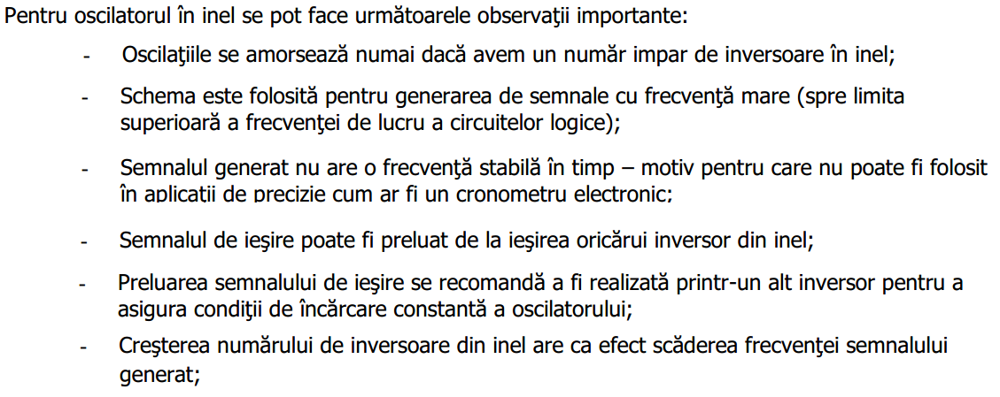 Pentru oscilatorul în inel se pot face următoarele observaţii importante:
- Oscilaţiile se amorsează numai dacă avem un număr impar de inversoare în inel;
- Schema este folosită pentru generarea de semnale cu frecvenţă mare (spre limita
superioară a frecvenţei de lucru a circuitelor logice);
- Semnalul generat nu are o frecvenţă stabilă în timp – motiv pentru care nu poate fi folosit
în aplicaţii de precizie cum ar fi un cronometru electronic;
- Semnalul de ieşire poate fi preluat de la ieşirea oricărui inversor din inel;
- Preluarea semnalului de ieşire se recomandă a fi realizată printr-un alt inversor pentru a
asigura condiţii de încărcare constantă a oscilatorului;
- Creşterea numărului de inversoare din inel are ca efect scăderea frecvenţei semnalului
generat;